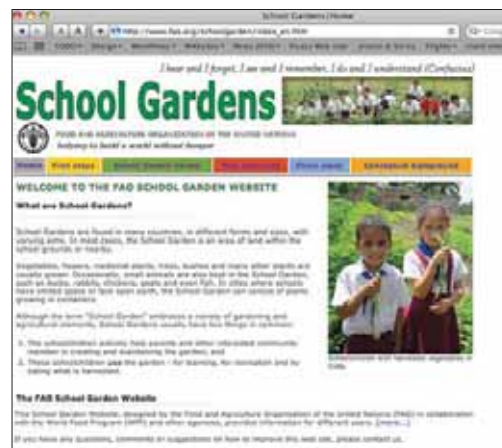 School Gardens | Home
http://www.fao.org/schoolgarden/index_en.htm
I hear and I forget, I see and I remember, I do and I understand (Confucius)
School Gardens
FOOD AND AGRICULTURE ORGANIZATION OF THE UNITED NATIONS
helping to build a world without hunger
Home First steps
WELCOME TO THE FAO SCHOOL GARDEN WEBSITE
What are School Gardens?
School Gardens are found in many countries, in different forms and sizes, with
varying aims. In most cases, the School Garden is an area of land within the
school grounds or nearby.
Vegetables, flowers, medicinal plants, trees, bushes and many other plants are
usually grown. Occasionally, small animals are also kept in the School Garden,
such as ducks, rabbits, chickens, goats and even fish. In cities where schools
have limited space or lack open earth, the School Garden can consist of plants
growing in containers.
Although the term "School Garden" embraces a variety of gardening and
agricultural elements, School Gardens usually have two things in common:
1. The schoolchildren actively help parents and other interested community
member in creating and maintaining the garden; and
2. These schoolchildren use the garden - for learning, for recreation and by
eating what is harvested.
Schoolchildren with harvested vegetables in
The FAO School Garden Website
The School Garden Website, designed by the Food and Agriculture Organization of the United Nations (FAO) in collaboration
with the World Food Program (WFP) and other agencies, provides information for different users. [more...]
If you have any questions, comments or suggestions on how to improve this web site, please contact us.